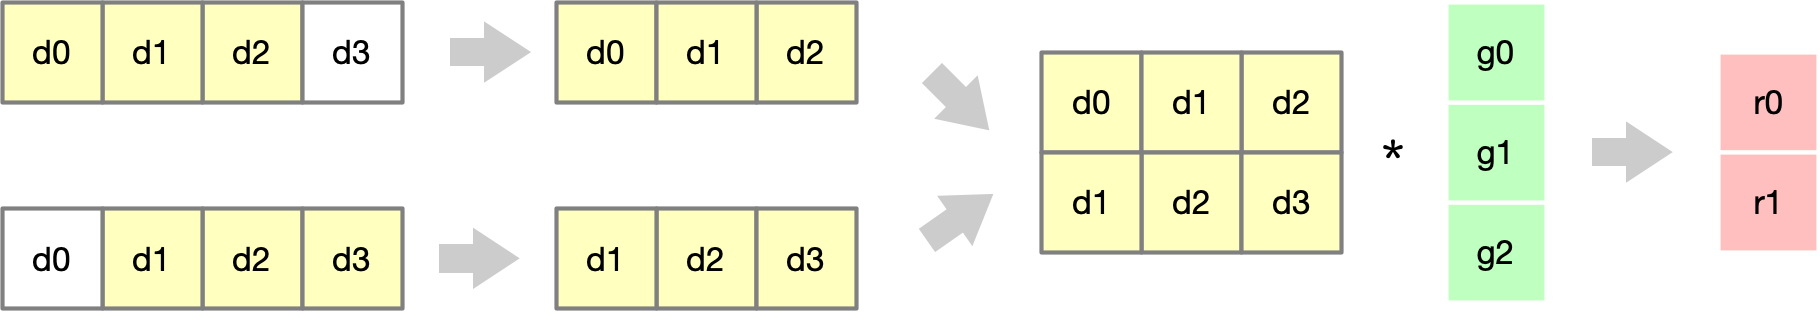 d0 d1 d2 d3
d0 d1 d2
d0 d1 d2 d3
d1 d2 d3
d0 d1 d2
d1 d2 d3
*
g0
g1
g2
r0
r1